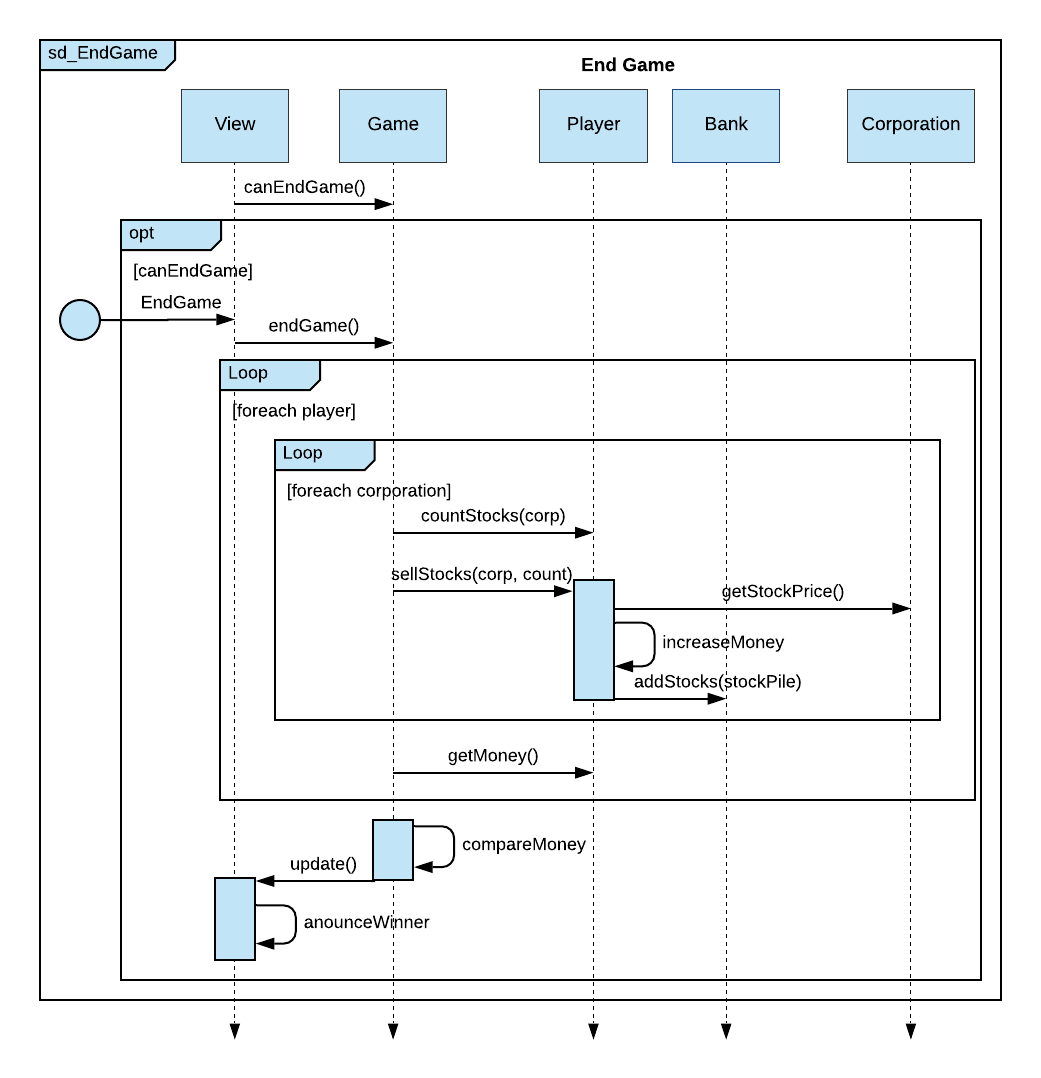 sd_EndGame
End Game
View
Game
Player
Bank
Corporation
canEndGame()
opt
[canEndGame]
EndGame
endGame()
Loop
[foreach player]
Loop
[foreach corporation]
countStocks(corp)
sellStocks(corp, count)
getStockPrice()
increaseMoney
addStocks(stockPile)
getMoney()
compareMoney
update()
anounceWinner